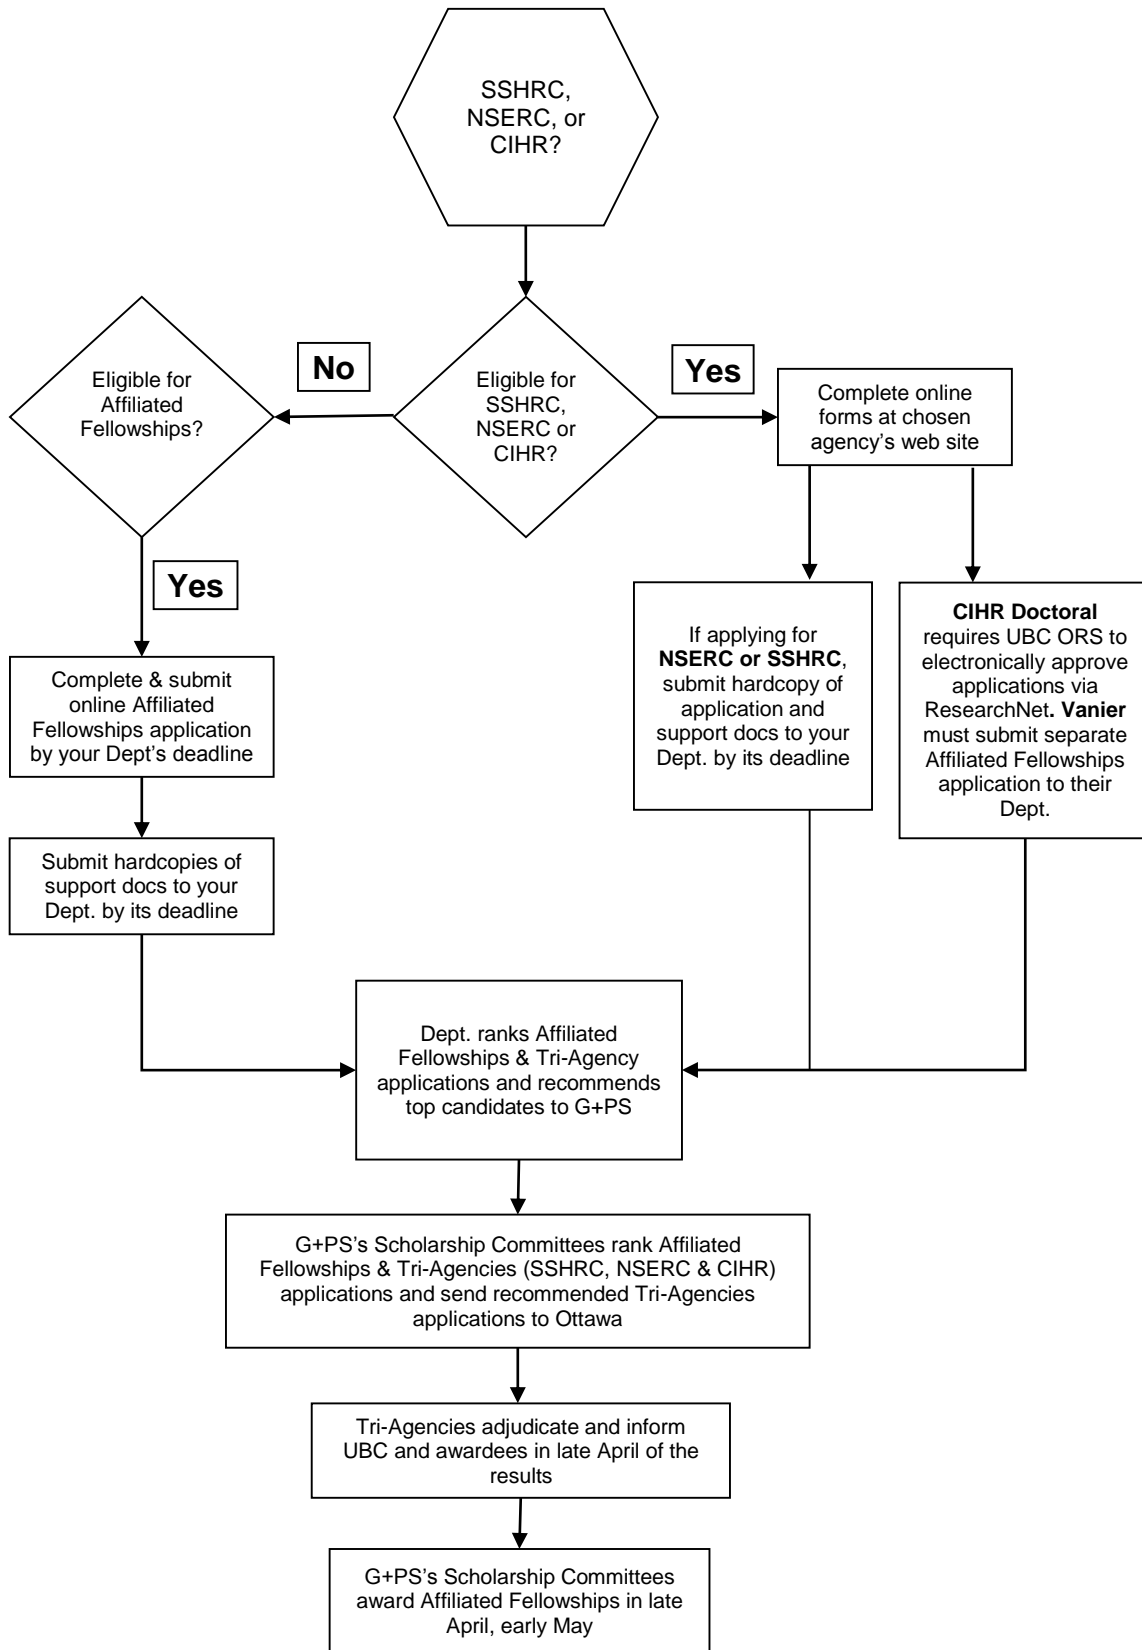 SSHRC,
NSERC, or
CIHR?
No
Yes
Eligible for
Affiliated
Fellowships?
Eligible for
SSHRC,
NSERC or
CIHR?
Complete online
forms at chosen
agency’s web site
Yes
If applying for
NSERC or SSHRC,
submit hardcopy of
application and
support docs to your
Dept. by its deadline
CIHR Doctoral
requires UBC ORS to
electronically approve
applications via
ResearchNet. Vanier
must submit separate
Affiliated Fellowships
application to their
Dept.
Complete & submit
online Affiliated
Fellowships application
by your Dept’s deadline
Submit hardcopies of
support docs to your
Dept. by its deadline
Dept. ranks Affiliated
Fellowships & Tri-Agency
applications and recommends
top candidates to G+PS
G+PS’s Scholarship Committees rank Affiliated
Fellowships & Tri-Agencies (SSHRC, NSERC & CIHR)
applications and send recommended Tri-Agencies
applications to Ottawa
Tri-Agencies adjudicate and inform
UBC and awardees in late April of the
results
G+PS’s Scholarship Committees
award Affiliated Fellowships in late
April, early May